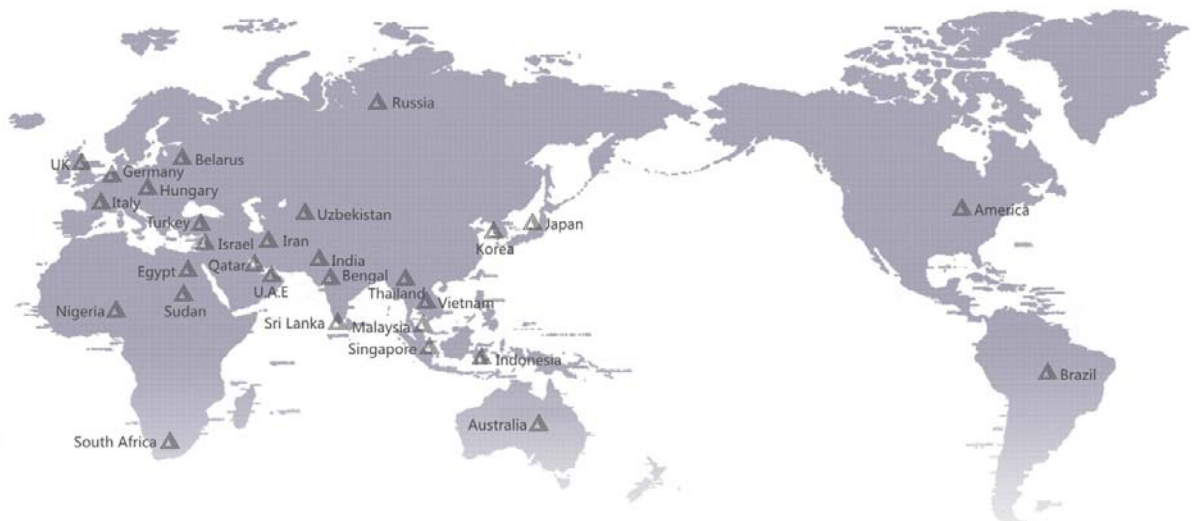 Russia
UK
Belarus
Germany
Hungary
Italy
Uzbekistan
America
Turkey
Japan
Israel
Iran
Korea
Qatar
India
Egypt
Bengal
U.A.E
Thailand
Vietnam
Nigeria
Sudan
Sri Lanka
Malaysia
Singapore
Indonesia
Brazil
Australia
South Africa